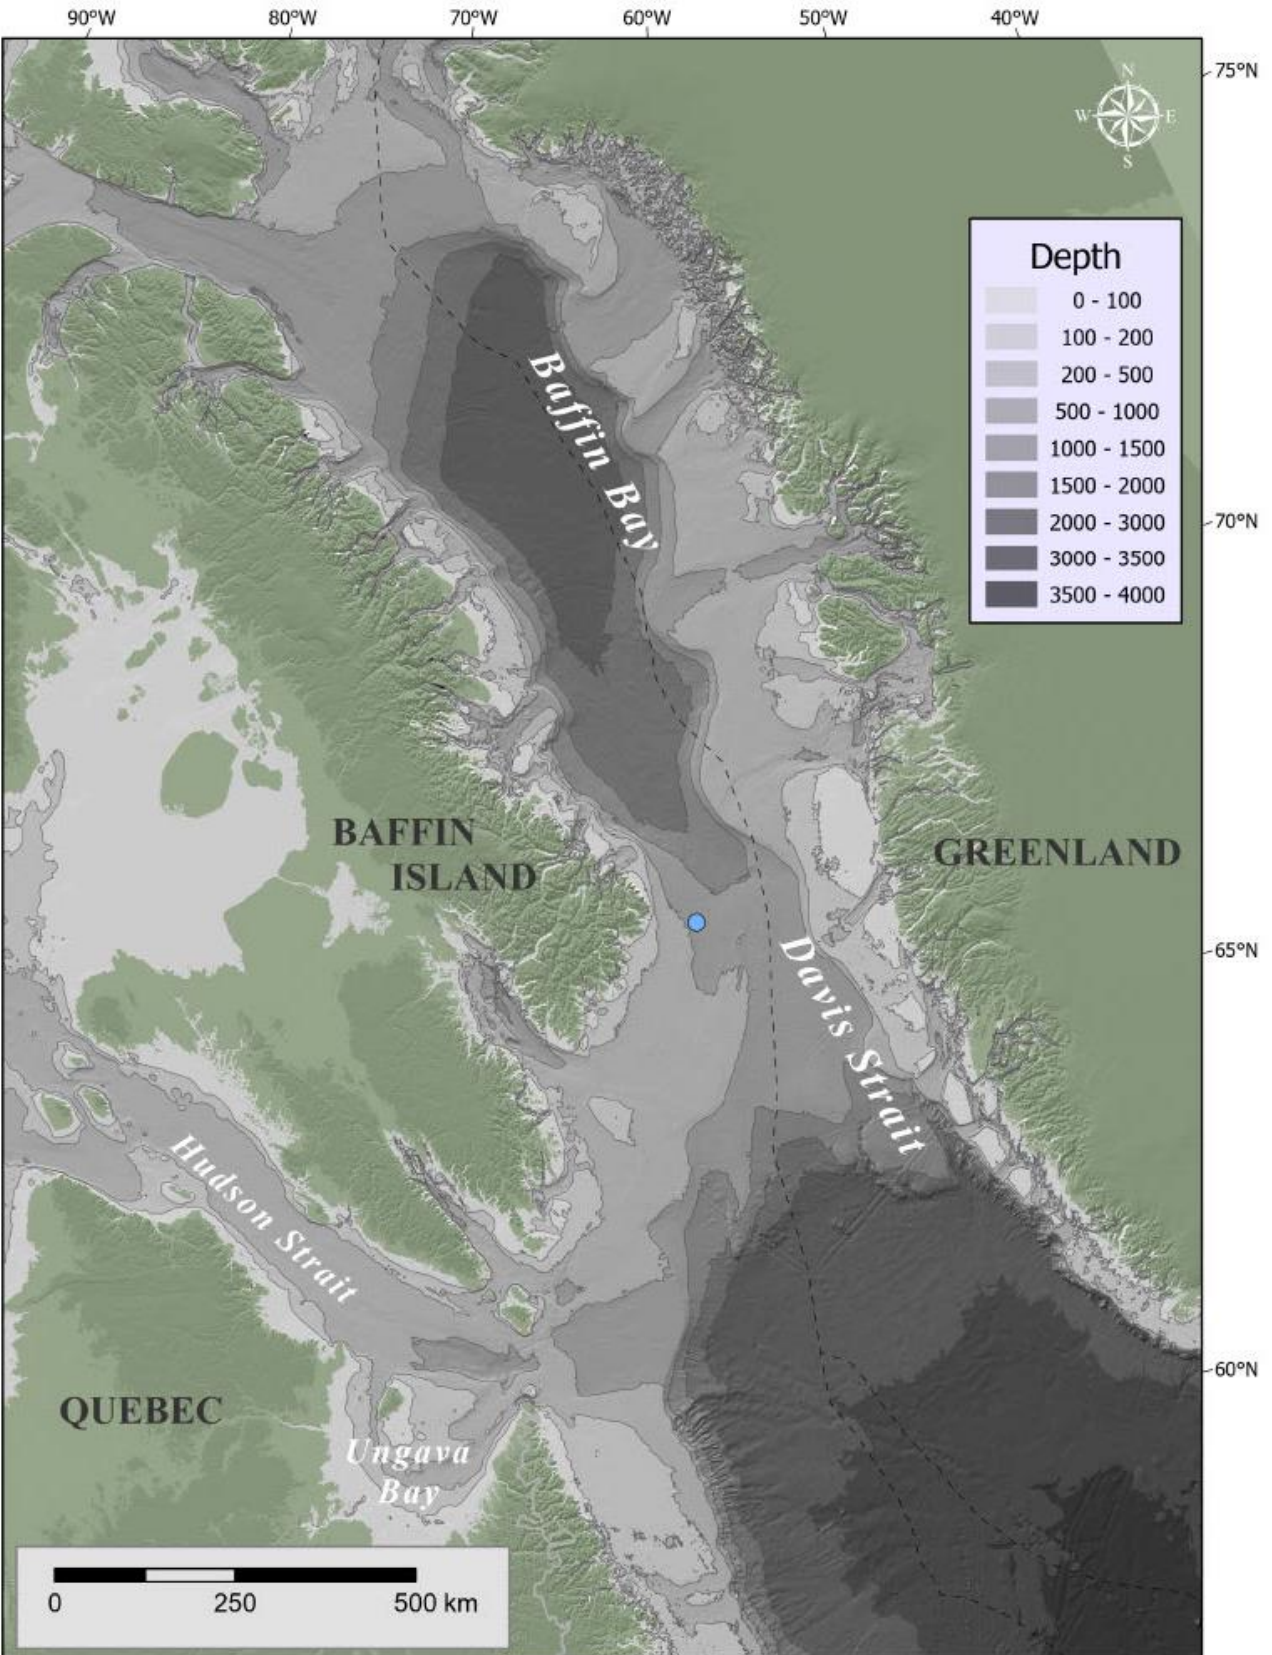 90°W 80°W 70°W 60°W 50°W 40°W
75°N
N
W E
S
Depth
0 - 100
100 - 200
200 - 500
500 - 1000
1000 - 1500
1500 - 2000
2000 - 3000
3000 - 3500
3500 - 4000
Baffin Bay
70°N
BAFFIN
ISLAND
GREENLAND
65°N
Davis Strait
Hudson Strait
60°N
QUEBEC
Ungava
Bay
0 250 500 km